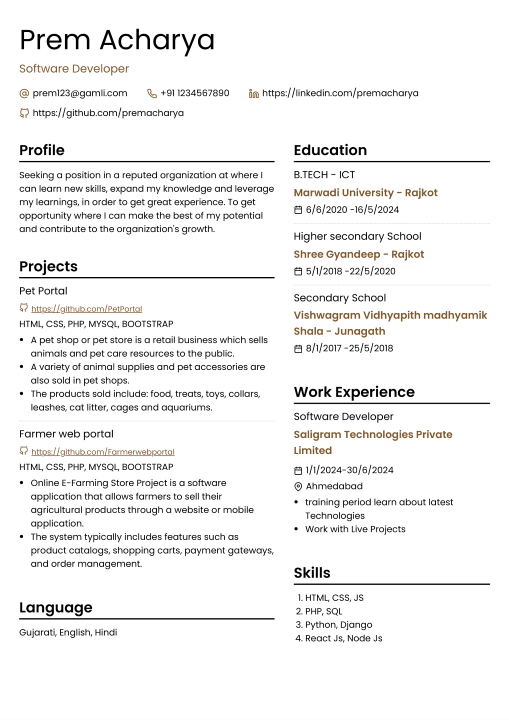 Prem Acharya
Software Developer
prem123@gamli.com +91 1234567890 https://linkedin.com/premacharya
https://github.com/premacharya
Profile
Seeking a position in a reputed organization at where I
can learn new skills, expand my knowledge and leverage
my learnings, in order to get great experience. To get
opportunity where I can make the best of my potential
and contribute to the organization's growth.
Projects
Pet Portal
https://github.com/PetPortal
HTML, CSS, PHP, MYSQL, BOOTSTRAP
• A pet shop or pet store is a retail business which sells
animals and pet care resources to the public.
• A variety of animal supplies and pet accessories are
also sold in pet shops.
• The products sold include: food, treats, toys, collars,
leashes, cat litter, cages and aquariums.
Farmer web portal
https://github.com/Farmerwebportal
HTML, CSS, PHP, MYSQL, BOOTSTRAP
• Online E-Farming Store Project is a software
application that allows farmers to sell their
agricultural products through a website or mobile
application.
• The system typically includes features such as
product catalogs, shopping carts, payment gateways,
and order management.
Language
Gujarati, English, Hindi
Education
B.TECH - ICT
Marwadi University - Rajkot
6/6/2020 -16/5/2024
Higher secondary School
Shree Gyandeep - Rajkot
5/1/2018 -22/5/2020
Secondary School
Vishwagram Vidhyapith madhyamik
Shala - Junagath
8/1/2017 -25/5/2018
Work Experience
Software Developer
Saligram Technologies Private
Limited
1/1/2024-30/6/2024
Ahmedabad
• training period learn about latest
Technologies
• Work with Live Projects
Skills
1. HTML, CSS, JS
2. PHP, SQL
3. Python, Django
4. React Js, Node Js